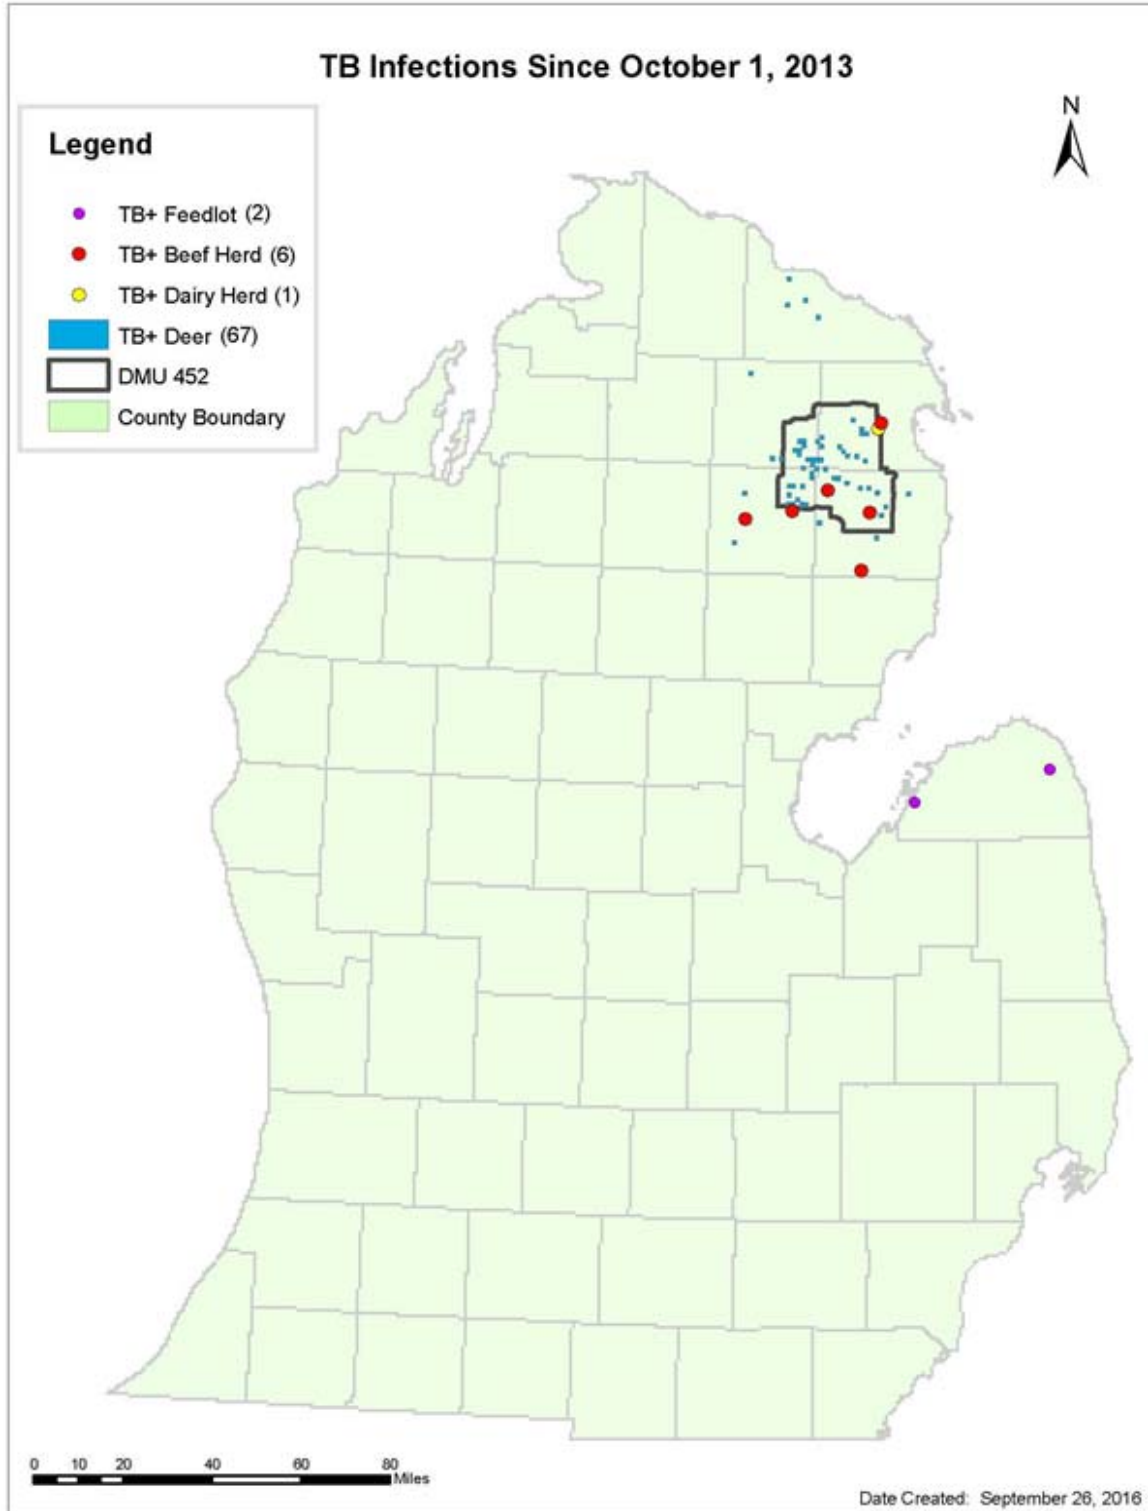 TB Infections Since October 1, 2013
N
Legend
TB+ Feedlot (2)
TB+ Beef Herd (6)
TB+ Dairy Herd (1)
TB+ Deer (67)
DMU 452
County Boundary
0 10 20 40 60 80
Miles
Date Created: September 26, 2016